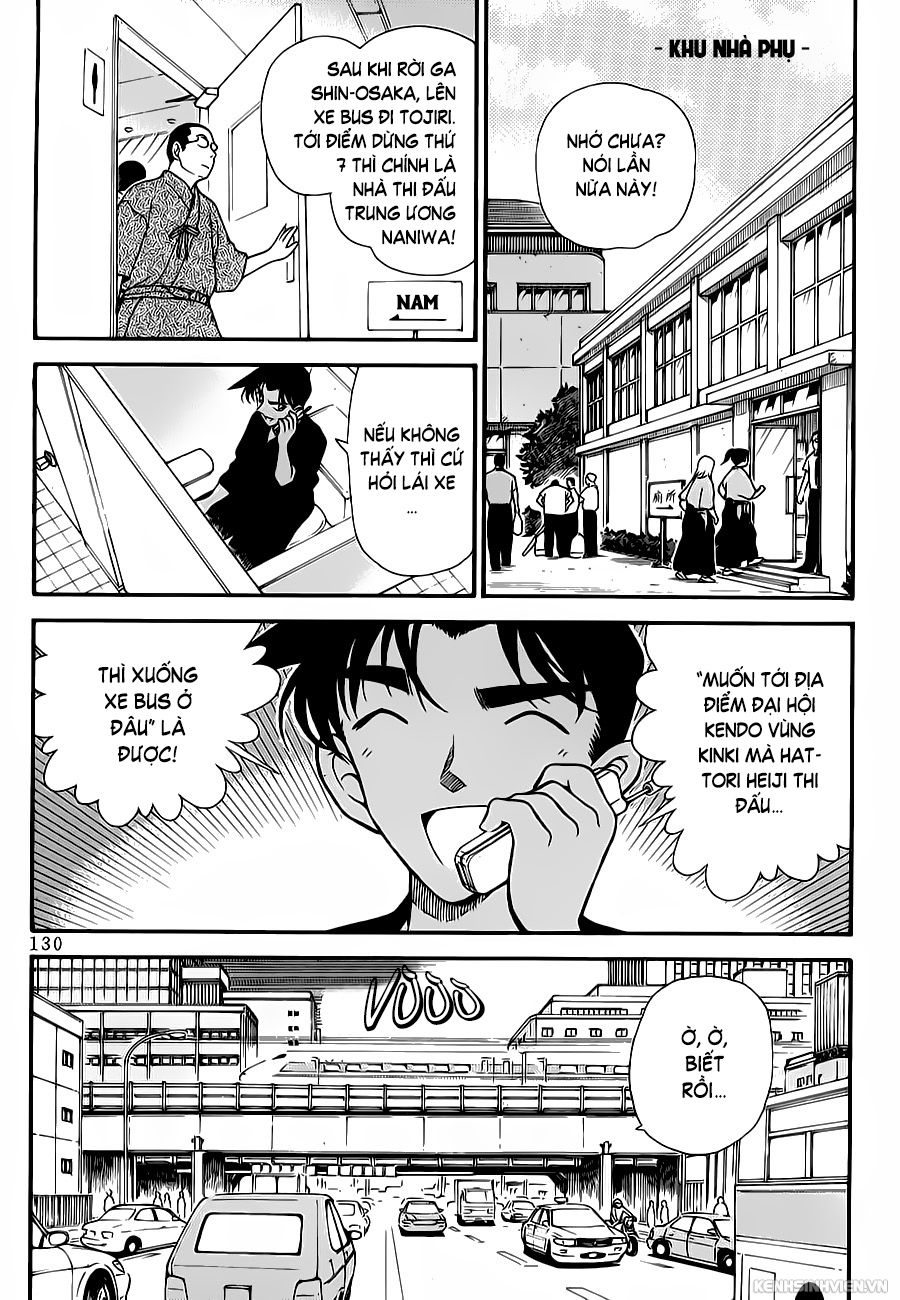 - KHU NHÀ PHỤ -
NHỚ CHƯA?
NÓI LẦN
NỮA NÀY!
廁所
SAU KHI RỜI GA
SHIN-OSAKA, LÊN
XE BUS ĐI TOJIRI.
TỚI ĐIỂM DỪNG THỨ
7 THÌ CHÍNH LÀ
NHÀ THI ĐẤU
TRUNG ƯƠNG
NANIWA!
NAM
NẾU KHÔNG
THẤY THÌ CỨ
HỎI LÁI XE
...
“MUỐN TỚI ĐỊA
ĐIỂM ĐẠI HỘI
KENDO VÙNG
KINKI MÀ HAT-
TORI HEIJI THI
ĐẤU...
THÌ XUỐNG
XE BUS Ở
ĐÂU” LÀ
ĐƯỢC!
130
VÙÙÙ
Ờ, Ờ,
BIẾT
RỒI...
KENHSINHVIEN.VN